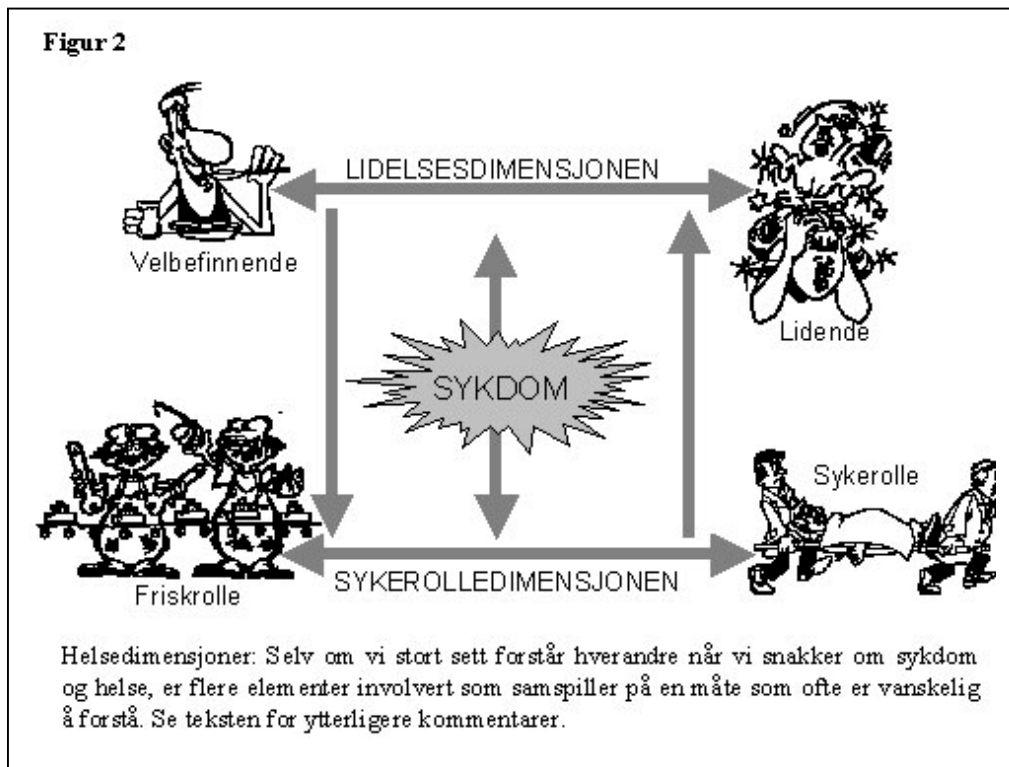 Figur 2
LIDELSESDIMENSJONEN
Velbefinnende
Lidende
SYKDOM
Sykerolle
Friskrolle
SYKEROLLEDIMENSJONEN
Helsedimensjoner: Selv om vi stort sett forstår hverandre når vi snakker om sykdom
og helse, er flere elementer involvert som samspiller på en måte som ofte er vanskelig
å forstå. Se teksten for ytterligere kommentarer.